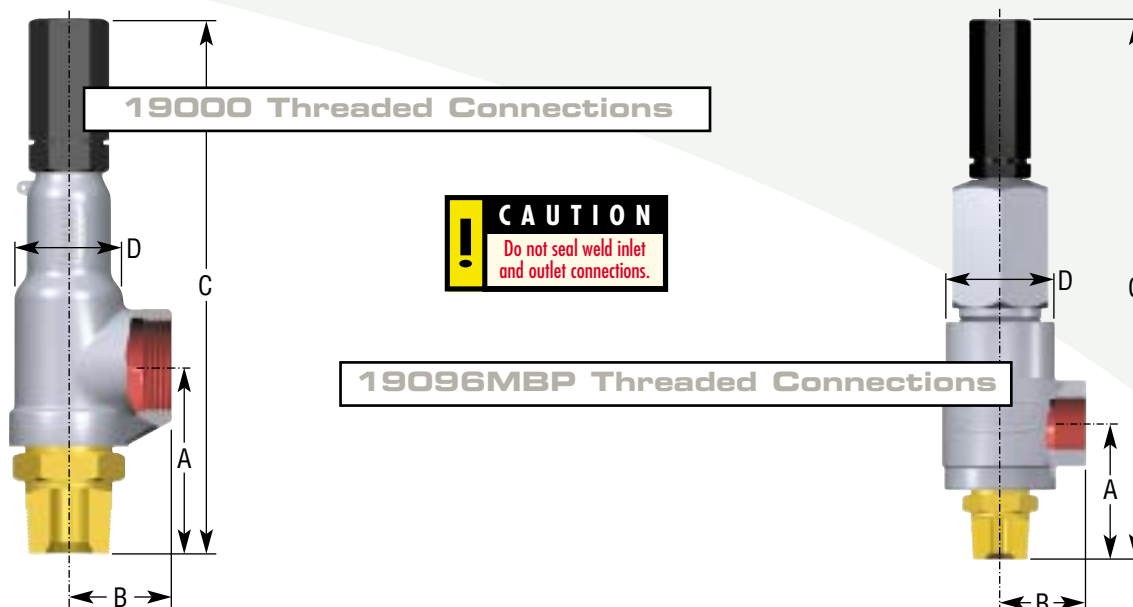 19000 Threaded Connections
! CAUTION
Do not seal weld inlet
and outlet connections.
D
C
A
B
19096MBP Threaded Connections
D
A
B